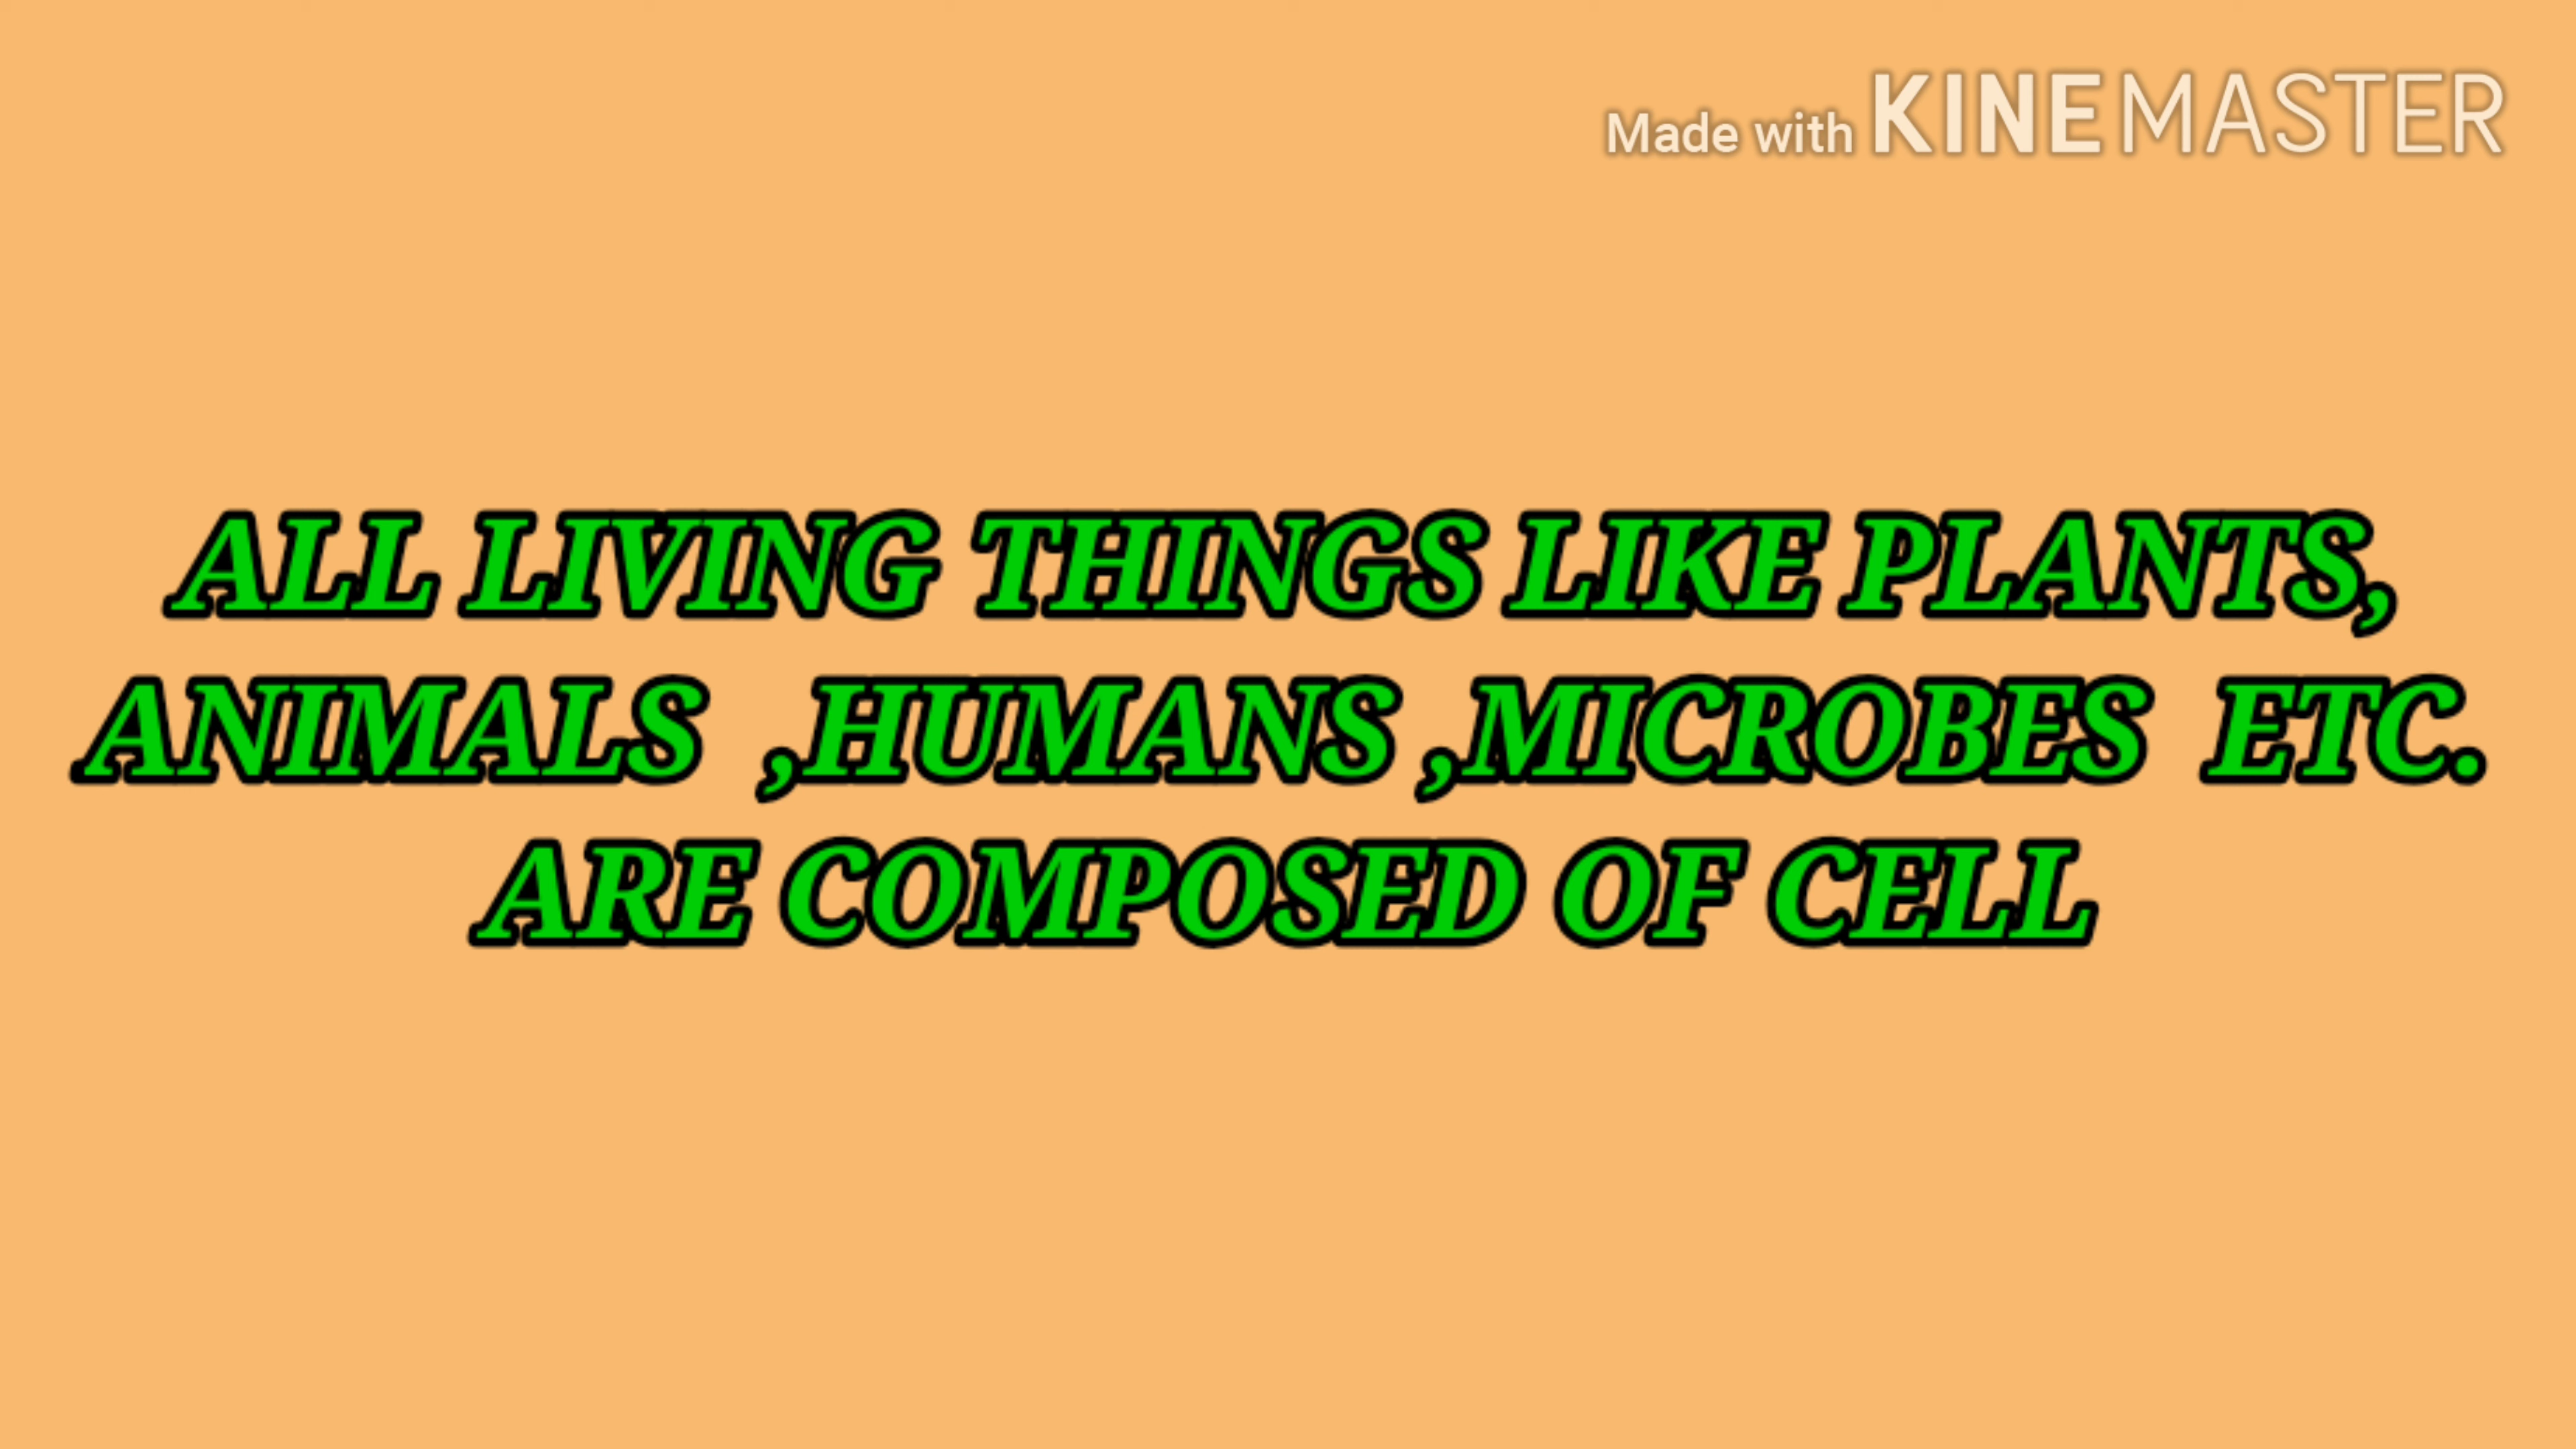 Made with KINEMASTER
ALL LIVING THINGS LIKE PLANTS,
ANIMALS  ,HUMANS ,MICROBES  ETC.
ARE COMPOSED OF CELL